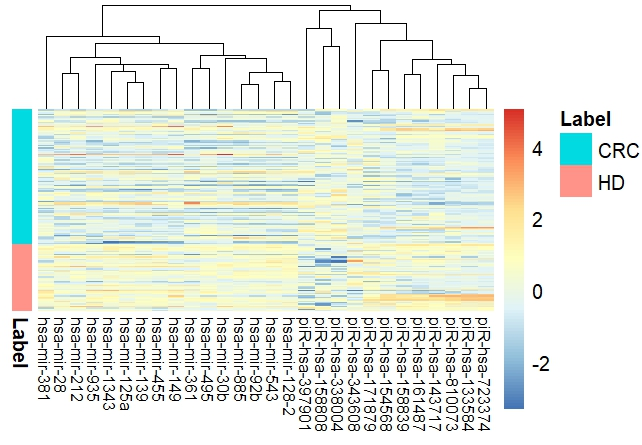 Label
CRC
HD
4
2
0
-2
Label
hsa-mir-381
hsa-mir-28
hsa-mir-212
hsa-mir-935
hsa-mir-1343
hsa-mir-125a
hsa-mir-139
hsa-mir-455
hsa-mir-149
hsa-mir-361
hsa-mir-495
hsa-mir-30b
hsa-mir-885
hsa-mir-92b
hsa-mir-543
hsa-mir-128-2
piR-hsa-397901
piR-hsa-158808
piR-hsa-338004
piR-hsa-343608
piR-hsa-171879
piR-hsa-154568
piR-hsa-158839
piR-hsa-161487
piR-hsa-143717
piR-hsa-810073
piR-hsa-133584
piR-hsa-723374